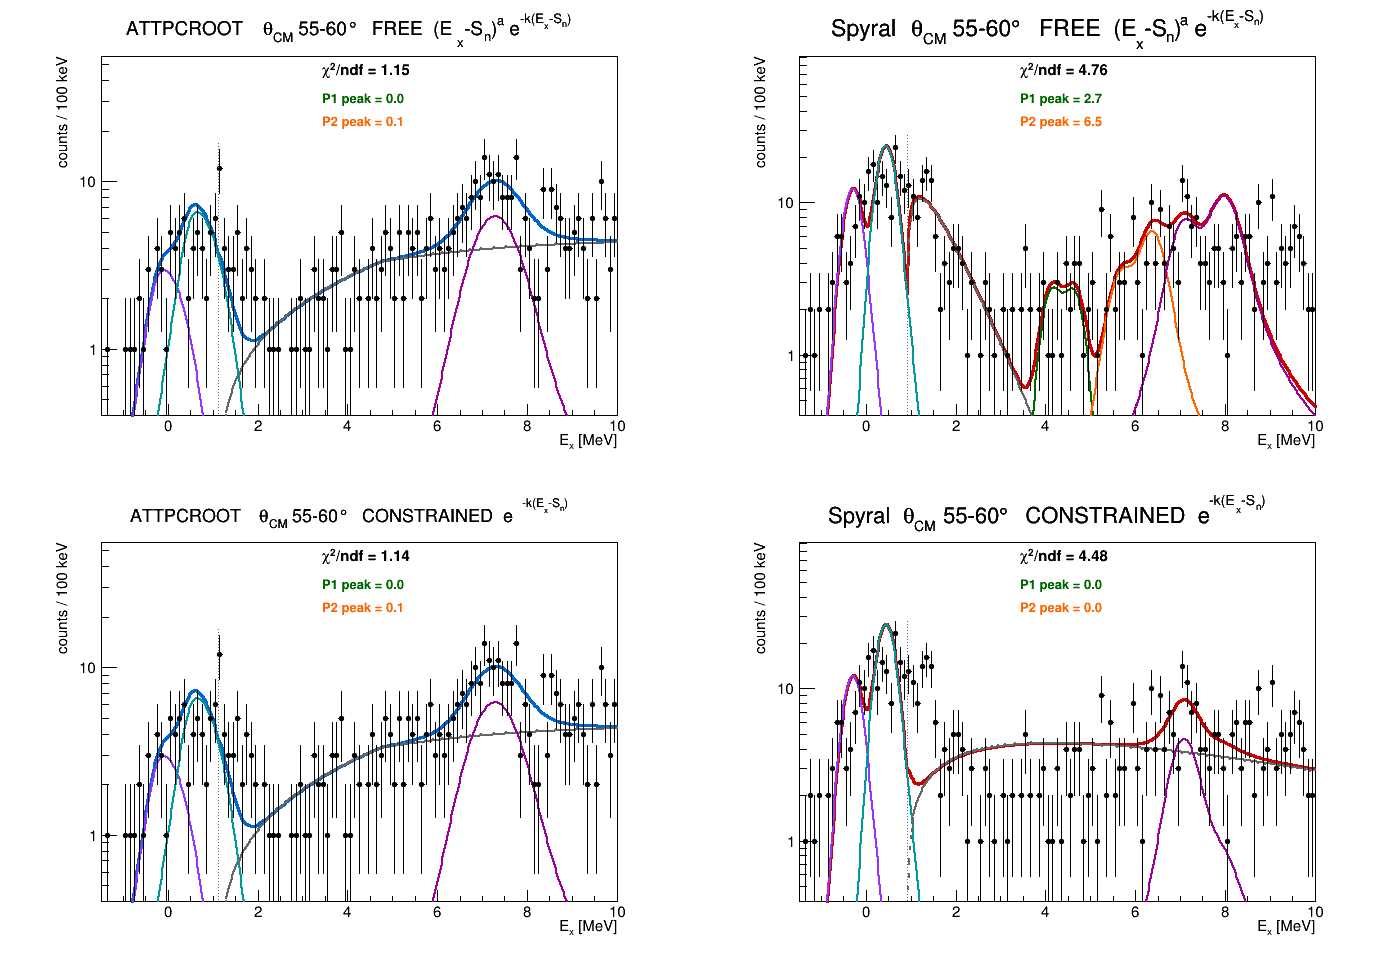 ATTPCROOT θCM 55-60° FREE (Ex-Sn)^a e^-k(Ex-Sn)
counts / 100 keV
χ²/ndf = 1.15
P1 peak = 0.0
P2 peak = 0.1
10
1
0 2 4 6 8 10
Ex [MeV]
Spyral θCM 55-60° FREE (Ex-Sn)^a e^-k(Ex-Sn)
counts / 100 keV
χ²/ndf = 4.76
P1 peak = 2.7
P2 peak = 6.5
10
1
0 2 4 6 8 10
Ex [MeV]
ATTPCROOT θCM 55-60° CONSTRAINED e^-k(Ex-Sn)
counts / 100 keV
χ²/ndf = 1.14
P1 peak = 0.0
P2 peak = 0.1
10
1
0 2 4 6 8 10
Ex [MeV]
Spyral θCM 55-60° CONSTRAINED e^-k(Ex-Sn)
counts / 100 keV
χ²/ndf = 4.48
P1 peak = 0.0
P2 peak = 0.0
10
1
0 2 4 6 8 10
Ex [MeV]